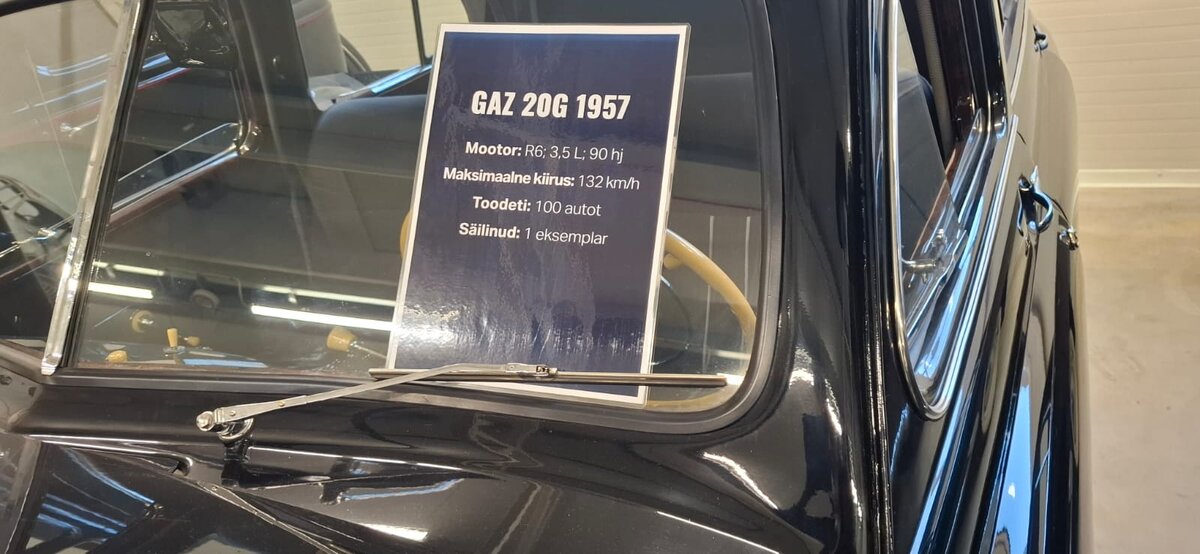 GAZ 20G 1957
Mootor: R6; 3,5 L; 90 hj
Maksimaalne kiirus: 132 km/h
Toodeti: 100 autot
Säilinud: 1 eksemplar